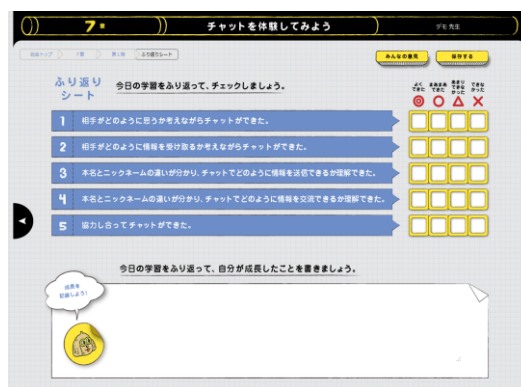 7章
チャットを体験してみよう
デモ先生
7章
ふり返りシート
みんなの意見
保存する
ふり返り
シート
今日の学習をふり返って、チェックしましょう。
よく
できた
まあまあ
できた
あまり
できな
かった
できな
かった
1 相手がどのように思うか考えながらチャットができた。
2 相手がどのように情報を受け取るか考えながらチャットができた。
3 本名とニックネームの違いが分かり、チャットでどのように情報を送信できるか理解できた。
4 本名とニックネームの違いが分かり、チャットでどのように情報を交流できるか理解できた。
5 協力し合ってチャットができた。
今日の学習をふり返って、自分が成長したことを書きましょう。
成長を
記録しよう!